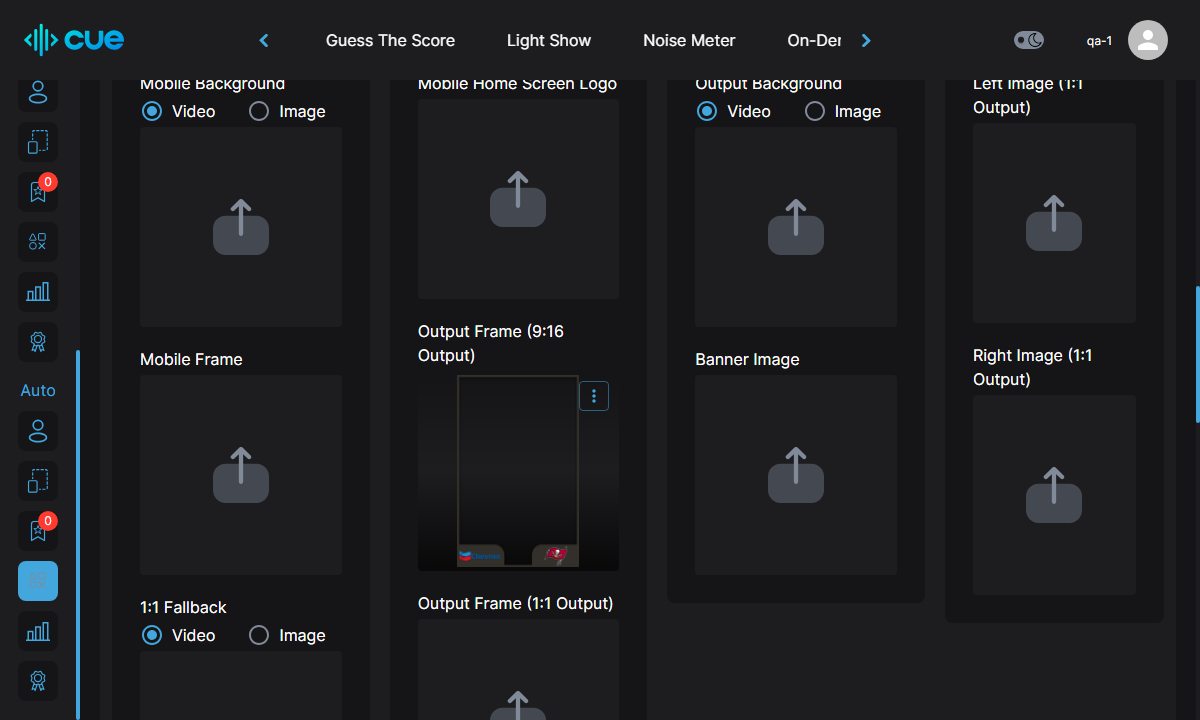 cue
Guess The Score
Light Show
Noise Meter
On-Der
qa-1
0
Auto
0
Mobile Background
Video
Image
Mobile Frame
1:1 Fallback
Video
Image
Mobile Home Screen Logo
Output Frame (9:16
Output)
Output Frame (1:1 Output)
Output Background
Video
Image
Banner Image
Left Image (1:1
Output)
Right Image (1:1
Output)